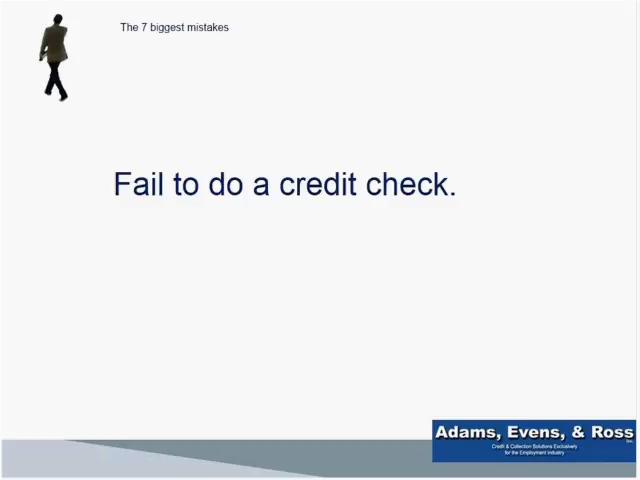 The 7 biggest mistakes
Fail to do a credit check.
Adams, Evens, & Ross
Inc.
Credit & Collection Solutions Exclusively
for the Employment Industry